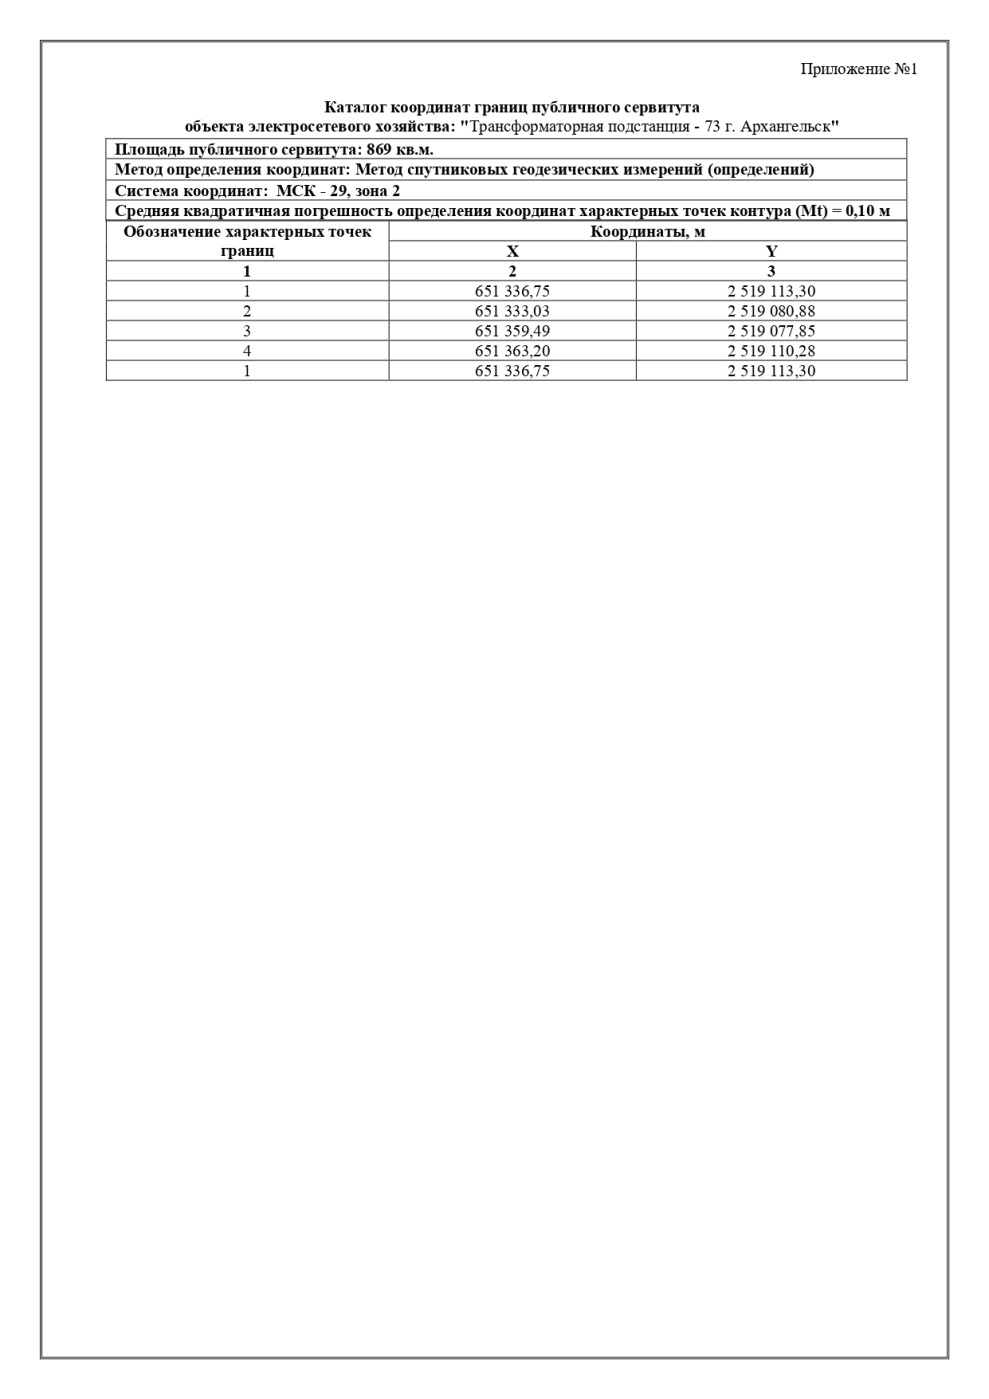 Приложение №1
Каталог координат границ публичного сервитута
объекта электросетевого хозяйства: "Трансформаторная подстанция - 73 г. Архангельск"
Площадь публичного сервитута: 869 кв.м.
Метод определения координат: Метод спутниковых геодезических измерений (определений)
Система координат:  МСК - 29, зона 2
Средняя квадратичная погрешность определения координат характерных точек контура (Mt) = 0,10 м
Обозначение характерных точек границ Координаты, м
X Y
1 2 3
1 651 336,75 2 519 113,30
2 651 333,03 2 519 080,88
3 651 359,49 2 519 077,85
4 651 363,20 2 519 110,28
1 651 336,75 2 519 113,30